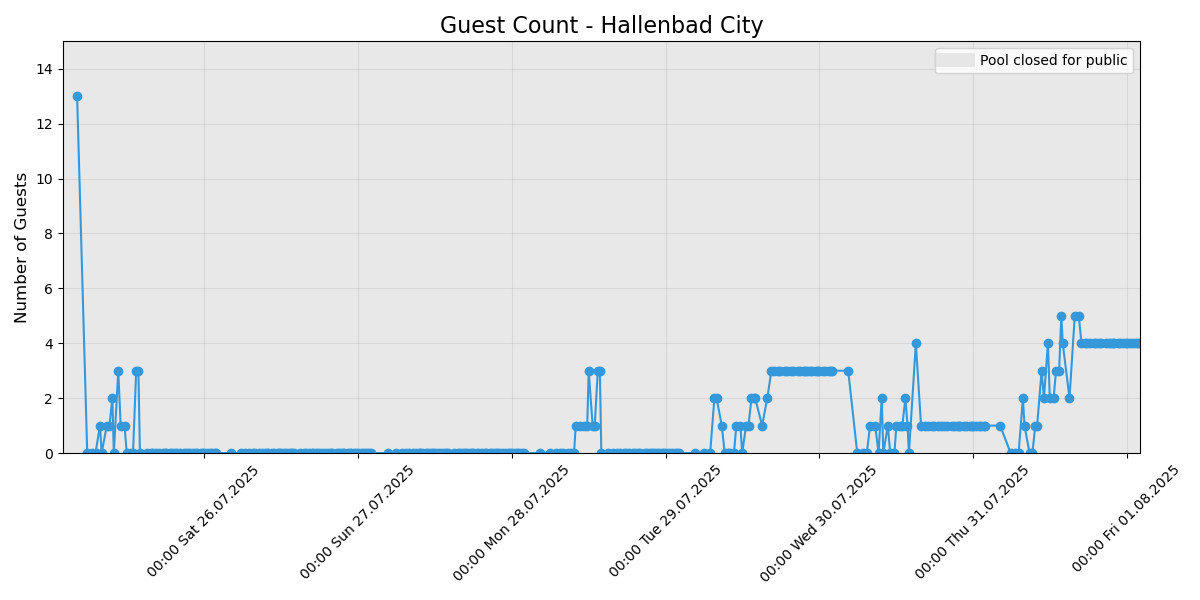 Guest Count - Hallenbad City
Pool closed for public
Number of Guests
14
12
10
8
6
4
2
0
00:00 Sat 26.07.2025
00:00 Sun 27.07.2025
00:00 Mon 28.07.2025
00:00 Tue 29.07.2025
00:00 Wed 30.07.2025
00:00 Thu 31.07.2025
00:00 Fri 01.08.2025